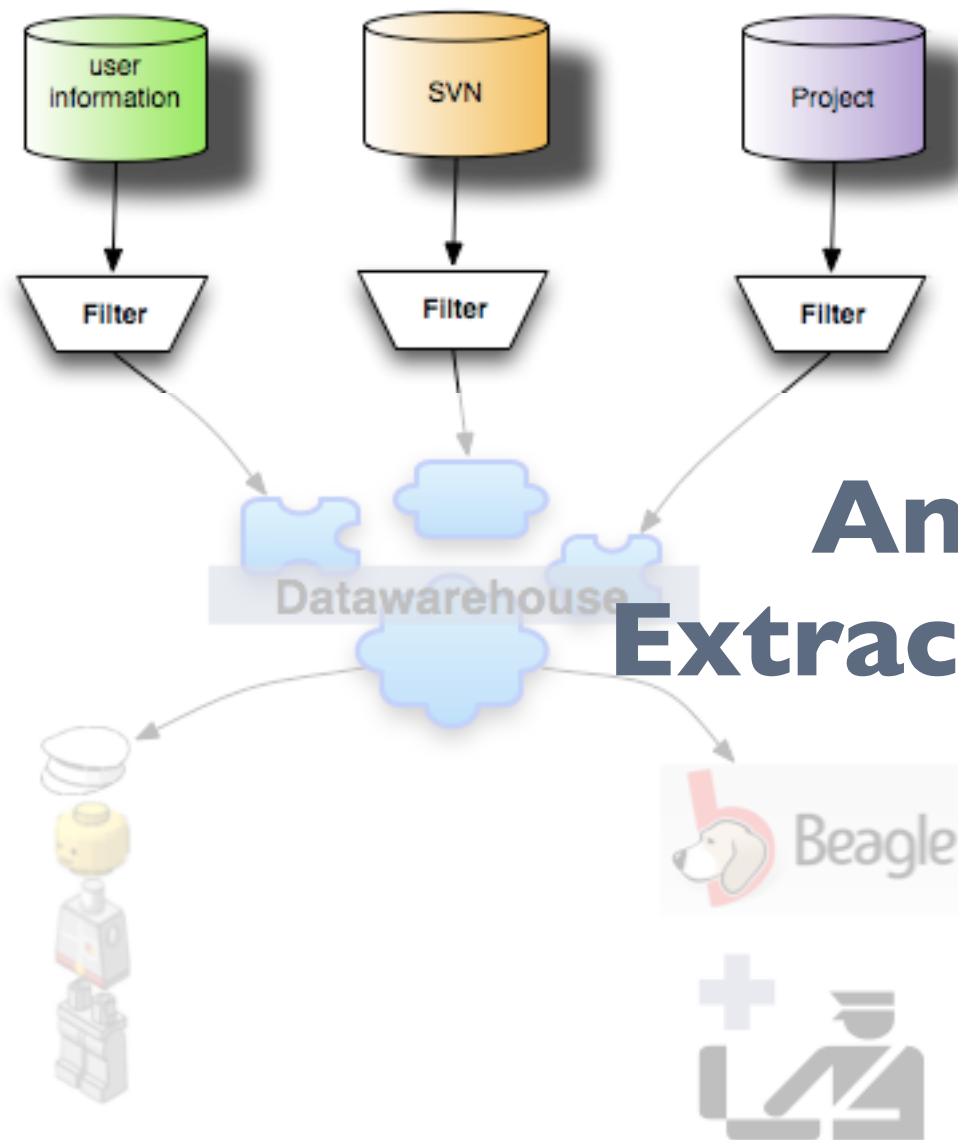 user
information
SVN
Project
Filter
Filter
Filter
An
Datawarehouse
Extrac
Beagle